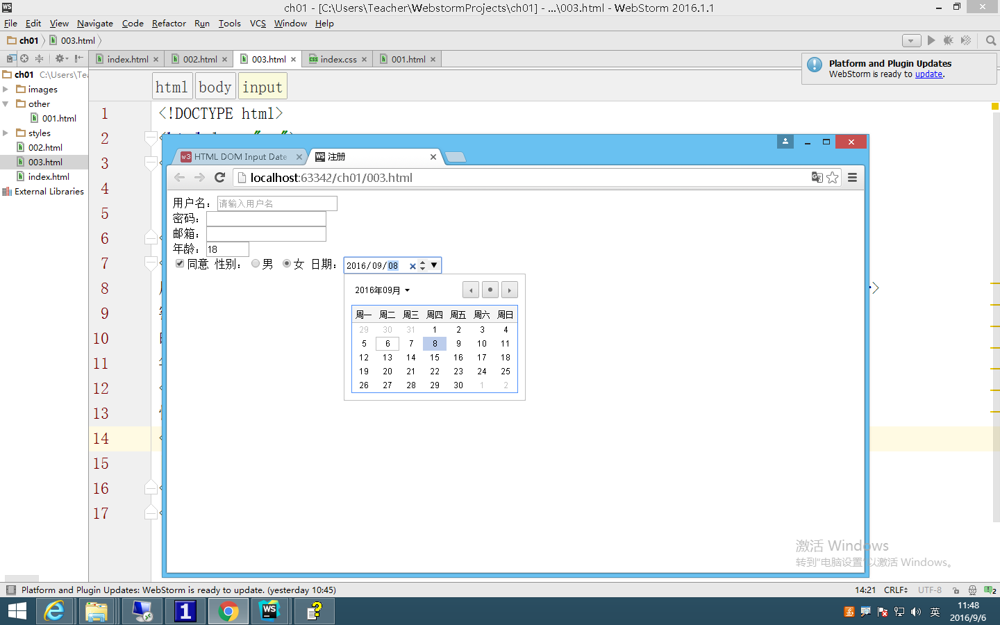 ch01 - [C:\Users\Teacher\WebstormProjects\ch01] - ...\003.html - WebStorm 2016.1.1
File Edit View Navigate Code Refactor Run Tools VCS Window Help
ch01 003.html
index.html 002.html 003.html index.css 001.html
Platform and Plugin Updates
WebStorm is ready to update.
ch01 C:\Users\Tea
images
other
001.html
styles
002.html
003.html
index.html
External Libraries
html body input
1 <!DOCTYPE html>
2
3
4
5
6
7
8
9
10
11
12
13
14
15
16
17
HTML DOM Input Date
注册
localhost:63342/ch01/003.html
用户名：请输入用户名
密码：
邮箱：
年龄：18
同意 性别： 男 女 日期： 2016/09/08
2016年09月
周一 周二 周三 周四 周五 周六 周日
29 30 31 1 2 3 4
5 6 7 8 9 10 11
12 13 14 15 16 17 18
19 20 21 22 23 24 25
26 27 28 29 30 1 2
激活 Windows
转到“电脑设置”以激活 Windows。
Platform and Plugin Updates: WebStorm is ready to update. (yesterday 10:45)
14:21 CRLF UTF-8 2
英
11:48
2016/9/6